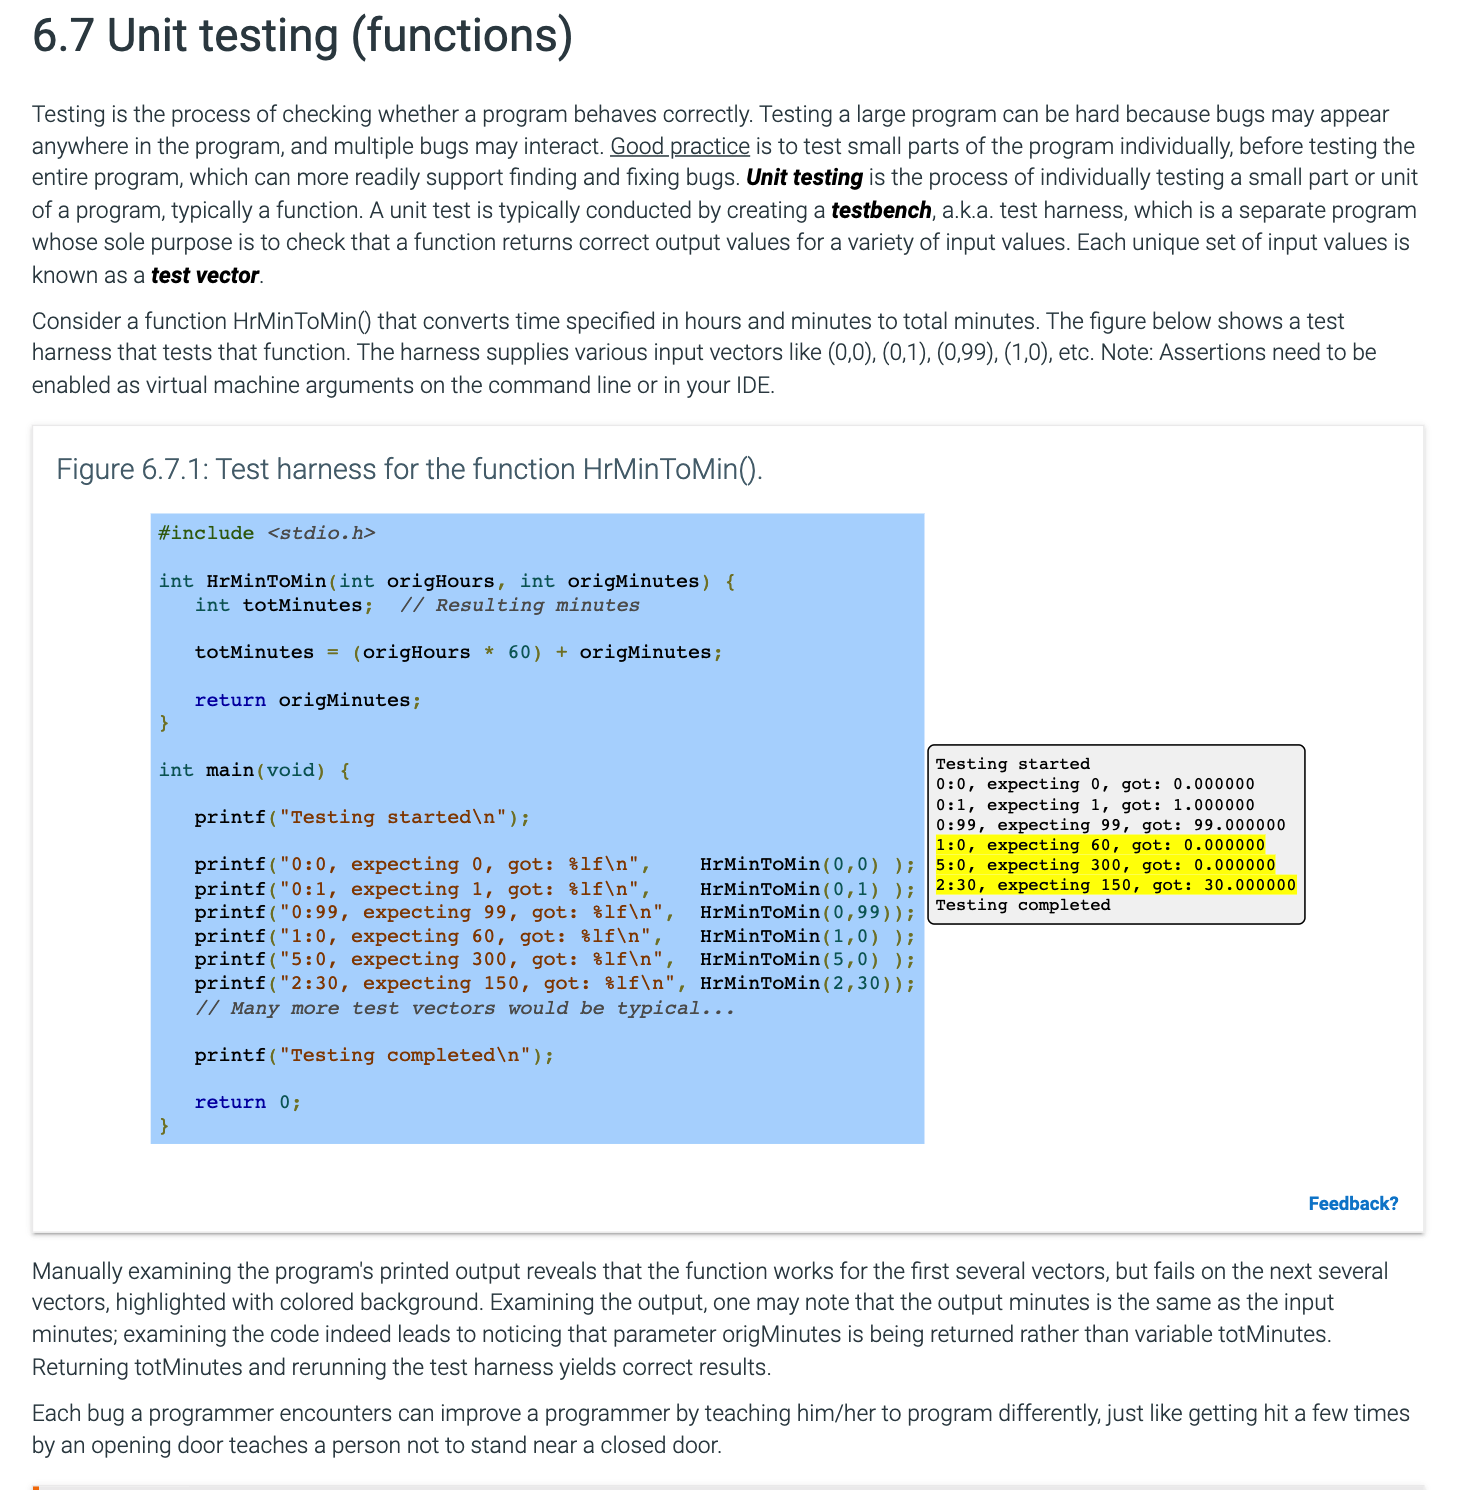 6.7 Unit testing (functions)
Testing is the process of checking whether a program behaves correctly. Testing a large program can be hard because bugs may appear
anywhere in the program, and multiple bugs may interact. Good practice is to test small parts of the program individually, before testing the
entire program, which can more readily support finding and fixing bugs. Unit testing is the process of individually testing a small part or unit
of a program, typically a function. A unit test is typically conducted by creating a testbench, a.k.a. test harness, which is a separate program
whose sole purpose is to check that a function returns correct output values for a variety of input values. Each unique set of input values is
known as a test vector.
Consider a function HrMinToMin() that converts time specified in hours and minutes to total minutes. The figure below shows a test
harness that tests that function. The harness supplies various input vectors like (0,0), (0,1), (0,99), (1,0), etc. Note: Assertions need to be
enabled as virtual machine arguments on the command line or in your IDE.
Figure 6.7.1: Test harness for the function HrMinToMin().
#include <stdio.h>
int HrMinToMin(int origHours, int origMinutes) {
   int totMinutes;  // Resulting minutes
   totMinutes = (origHours * 60) + origMinutes;
   return origMinutes;
}
int main(void) {
   printf("Testing started\n");
   printf("0:0, expecting 0, got: %lf\n",    HrMinToMin(0,0) );
   printf("0:1, expecting 1, got: %lf\n",    HrMinToMin(0,1) );
   printf("0:99, expecting 99, got: %lf\n",  HrMinToMin(0,99));
   printf("1:0, expecting 60, got: %lf\n",   HrMinToMin(1,0) );
   printf("5:0, expecting 300, got: %lf\n",  HrMinToMin(5,0) );
   printf("2:30, expecting 150, got: %lf\n", HrMinToMin(2,30));
   // Many more test vectors would be typical...
   printf("Testing completed\n");
   return 0;
}
Testing started
0:0, expecting 0, got: 0.000000
0:1, expecting 1, got: 1.000000
0:99, expecting 99, got: 99.000000
1:0, expecting 60, got: 0.000000
5:0, expecting 300, got: 0.000000
2:30, expecting 150, got: 30.000000
Testing completed
Feedback?
Manually examining the program's printed output reveals that the function works for the first several vectors, but fails on the next several
vectors, highlighted with colored background. Examining the output, one may note that the output minutes is the same as the input
minutes; examining the code indeed leads to noticing that parameter origMinutes is being returned rather than variable totMinutes.
Returning totMinutes and rerunning the test harness yields correct results.
Each bug a programmer encounters can improve a programmer by teaching him/her to program differently, just like getting hit a few times
by an opening door teaches a person not to stand near a closed door.